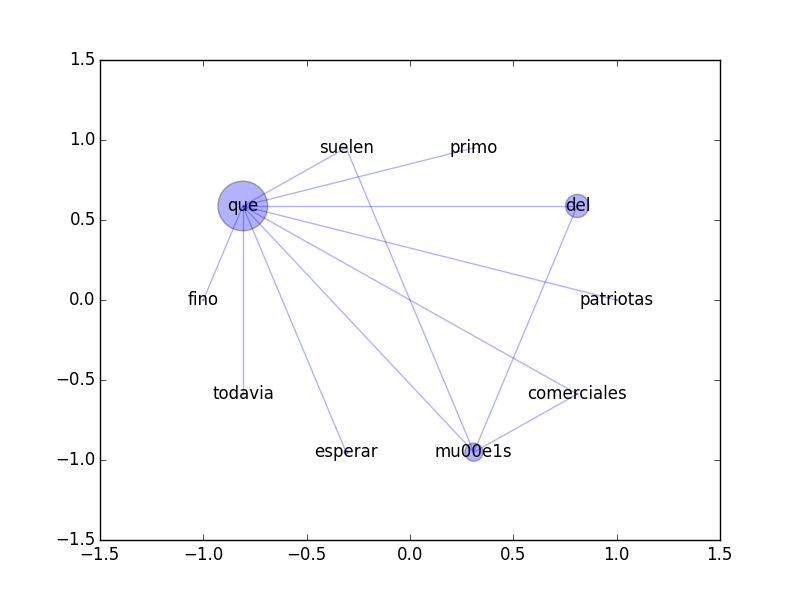 1.5
1.0
suelen primo
que del
0.5
0.0
fino patriotas
−0.5
todavia comerciales
esperar mu00e1s
−1.0
−1.5
−1.5 −1.0 −0.5 0.0 0.5 1.0 1.5